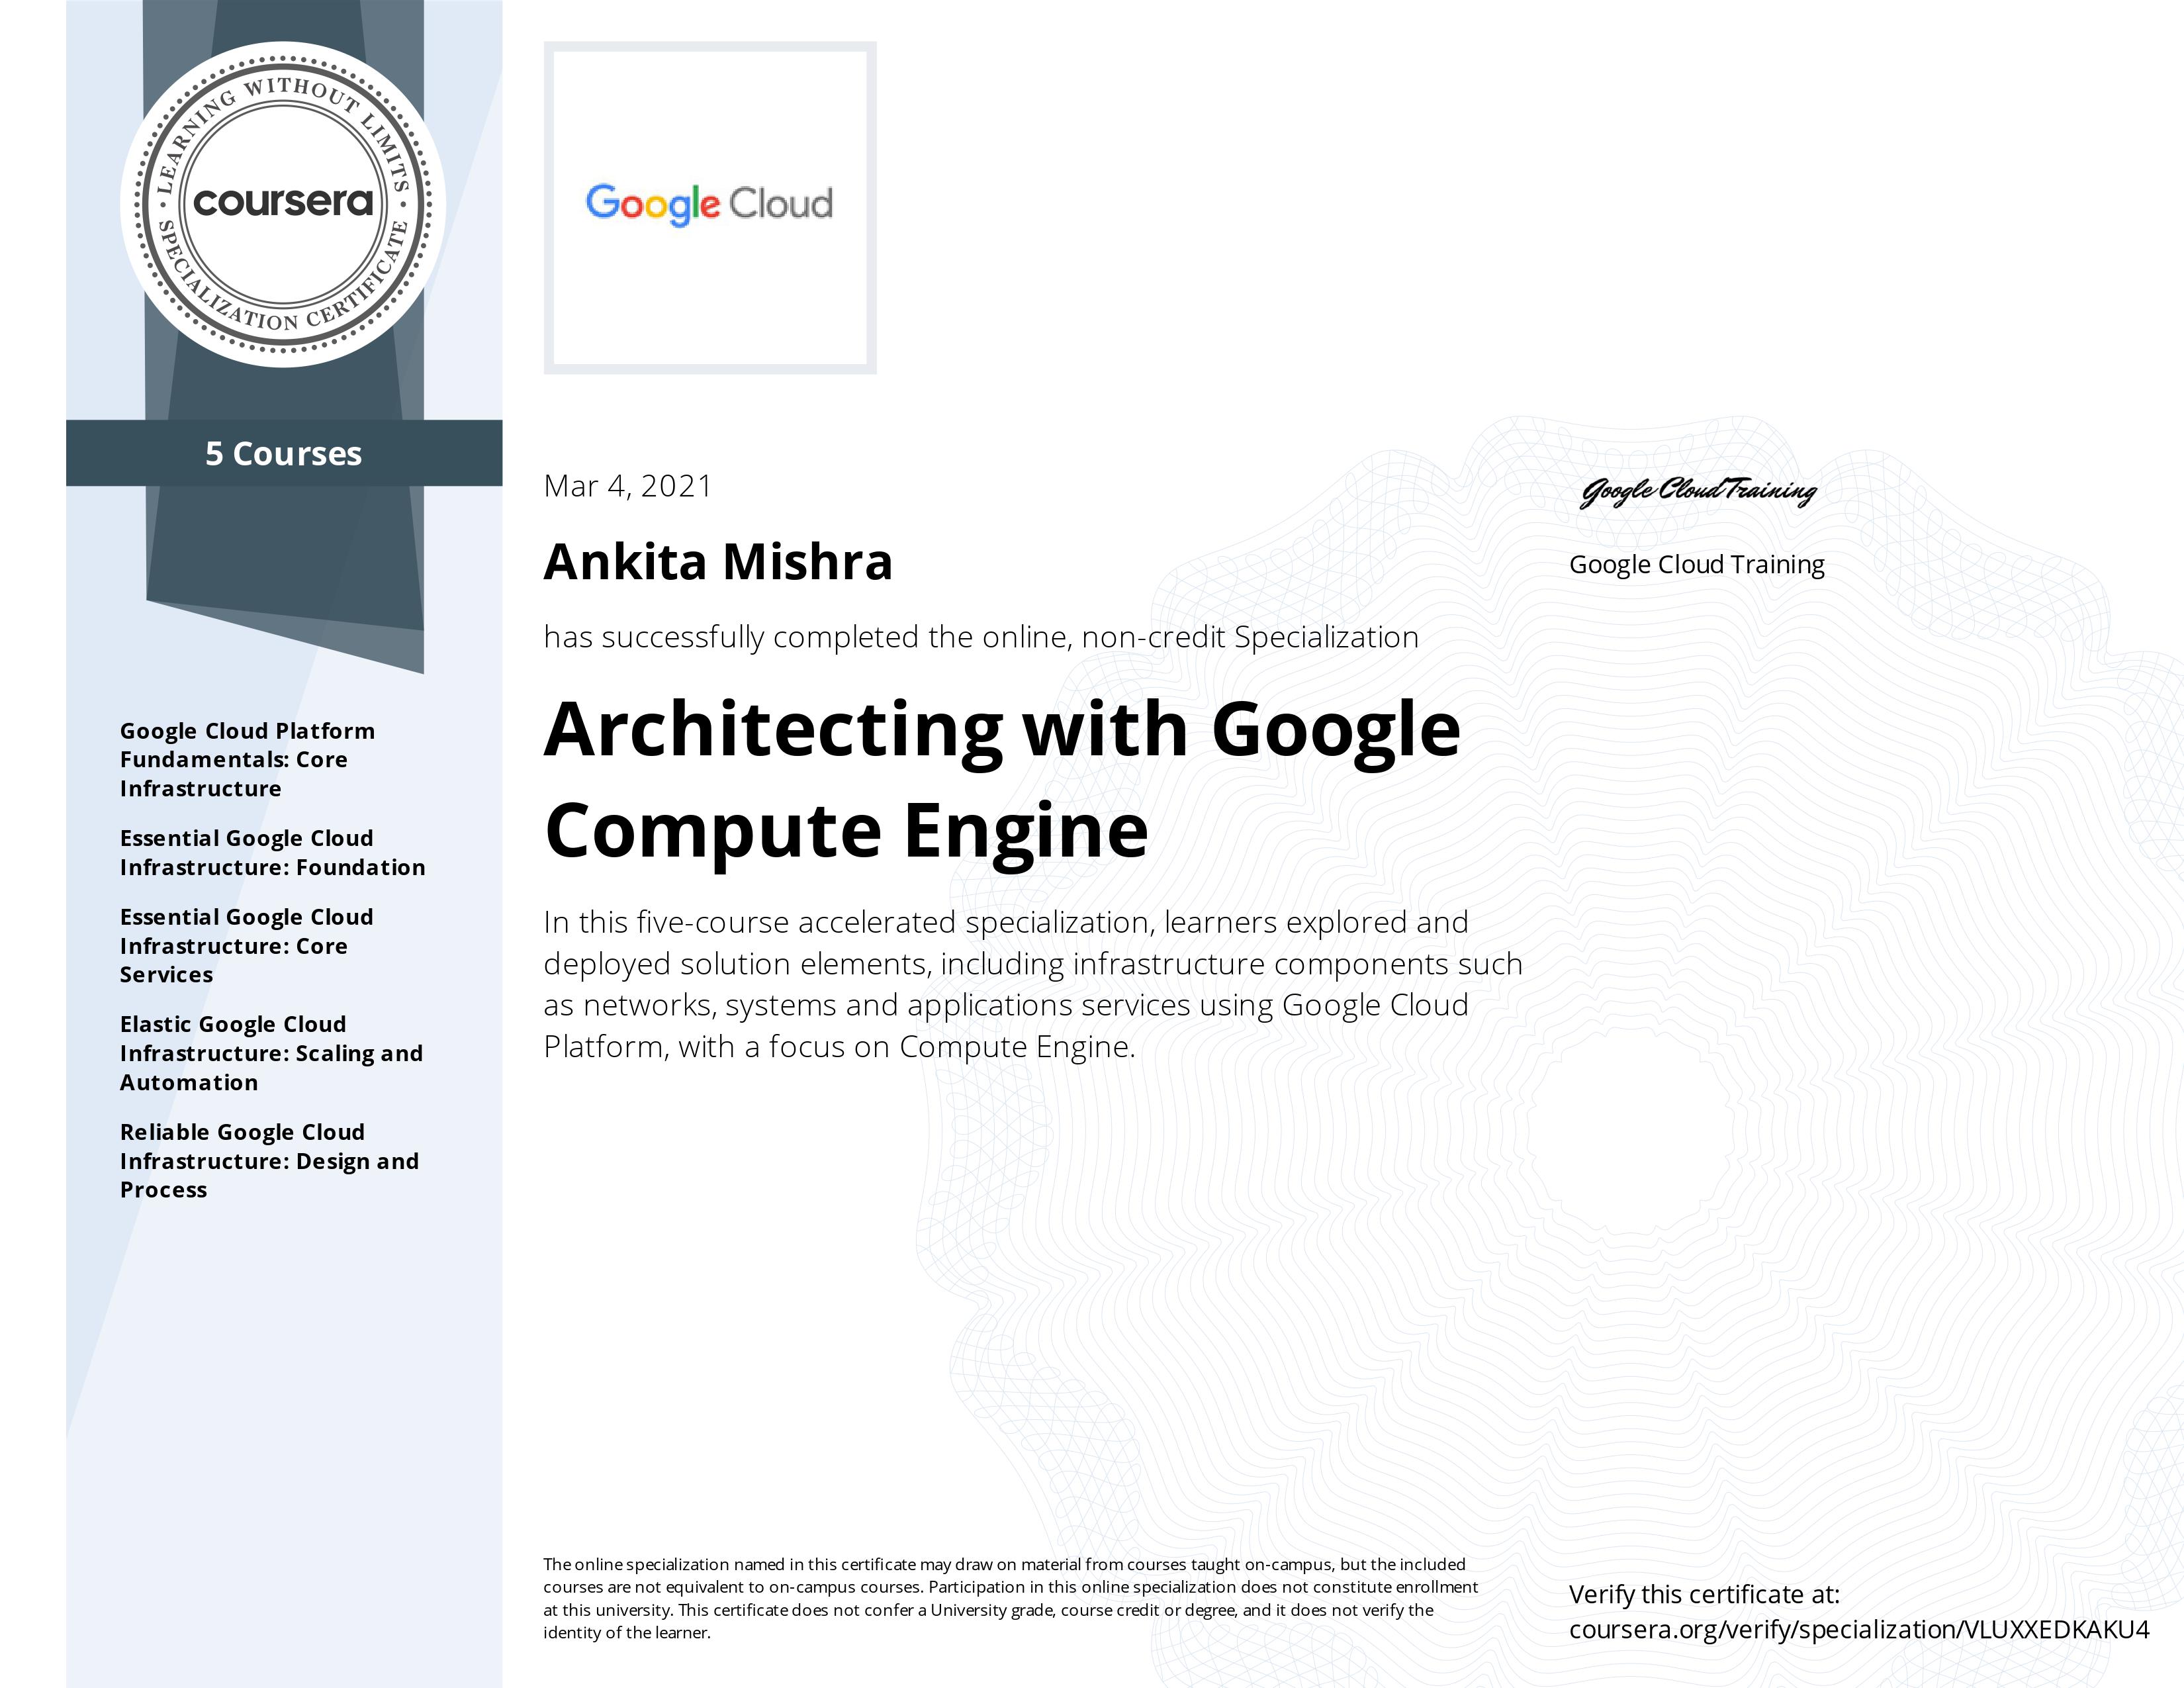 LEARNING WITHOUT LIMITS
coursera
SPECIALIZATION CERTIFICATE
5 Courses
Google Cloud Platform
Fundamentals: Core
Infrastructure
Essential Google Cloud
Infrastructure: Foundation
Essential Google Cloud
Infrastructure: Core
Services
Elastic Google Cloud
Infrastructure: Scaling and
Automation
Reliable Google Cloud
Infrastructure: Design and
Process
Google Cloud
Mar 4, 2021
Ankita Mishra
has successfully completed the online, non-credit Specialization
Architecting with Google
Compute Engine
In this five-course accelerated specialization, learners explored and
deployed solution elements, including infrastructure components such
as networks, systems and applications services using Google Cloud
Platform, with a focus on Compute Engine.
Google Cloud Training
Google Cloud Training
The online specialization named in this certificate may draw on material from courses taught on-campus, but the included
courses are not equivalent to on-campus courses. Participation in this online specialization does not constitute enrollment
at this university. This certificate does not confer a University grade, course credit or degree, and it does not verify the
identity of the learner.
Verify this certificate at:
coursera.org/verify/specialization/VLUXXEDKAKU4